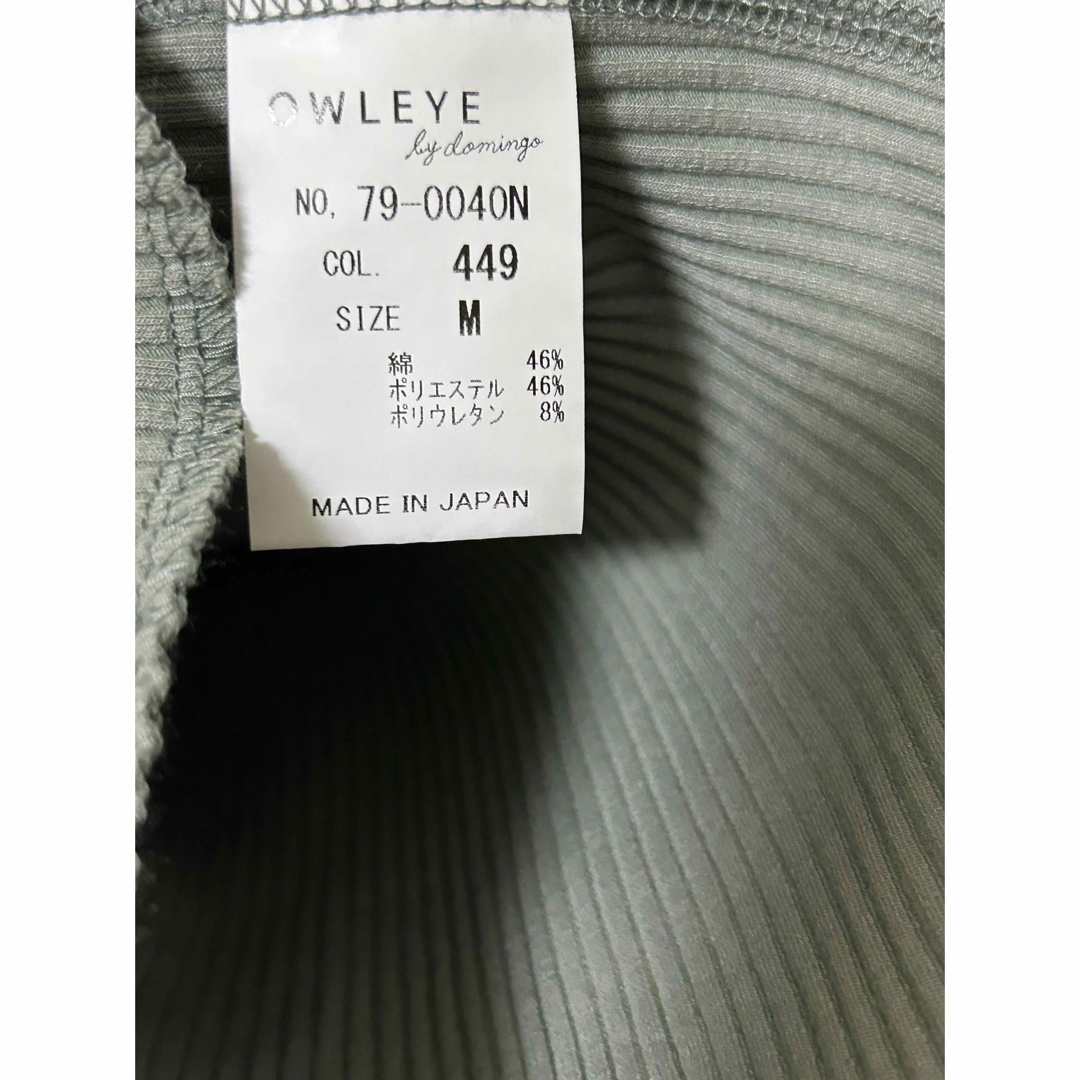 OWLEYE
by domingo
NO, 79-0040N
COL. 449
SIZE M
綿 46%
ポリエステル 46%
ポリウレタン 8%
MADE IN JAPAN